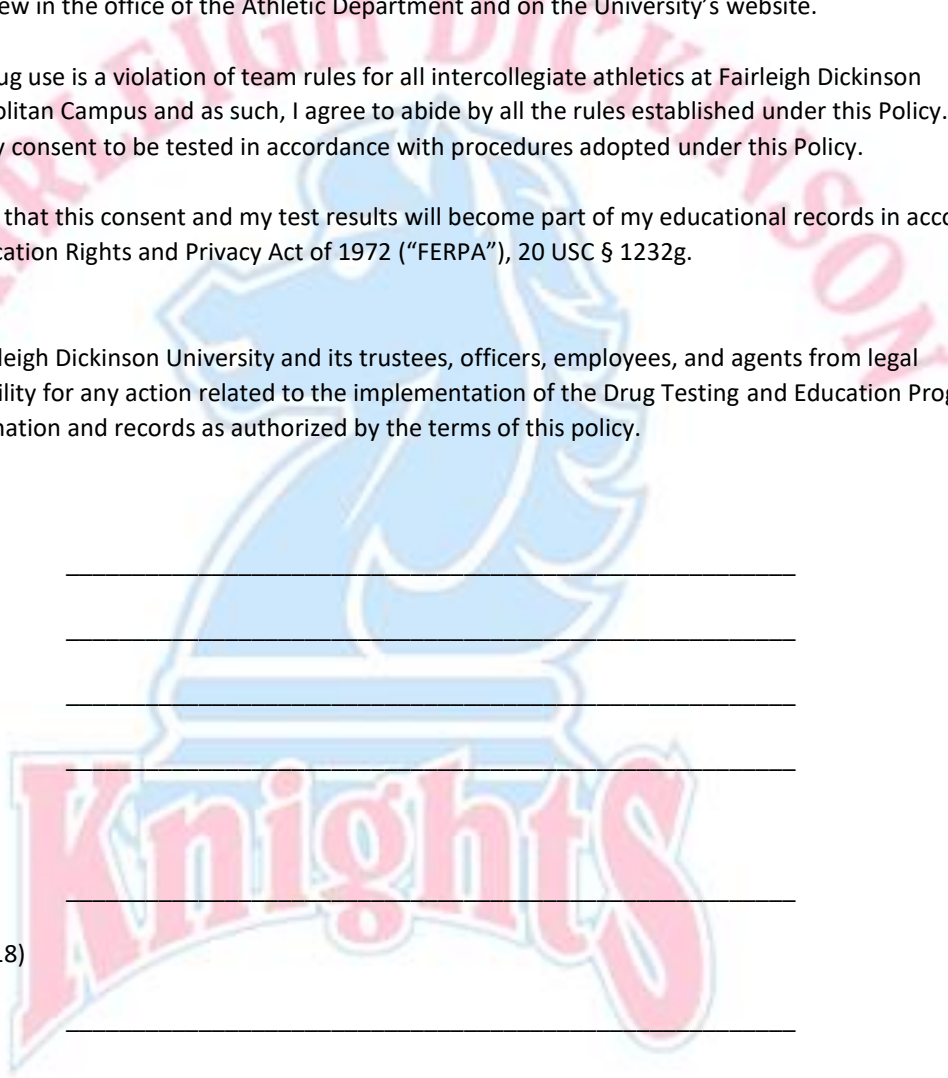 ew in the office of the Athletic Department and on the University's website.
ug use is a violation of team rules for all intercollegiate athletics at Fairleigh Dickinson
olitan Campus and as such, I agree to abide by all the rules established under this Policy.
y consent to be tested in accordance with procedures adopted under this Policy.
that this consent and my test results will become part of my educational records in acco
cation Rights and Privacy Act of 1972 (“FERPA”), 20 USC § 1232g.
leigh Dickinson University and its trustees, officers, employees, and agents from legal
ility for any action related to the implementation of the Drug Testing and Education Prog
nation and records as authorized by the terms of this policy.
18)
FAIRLEIGH DICKINSON
Knights